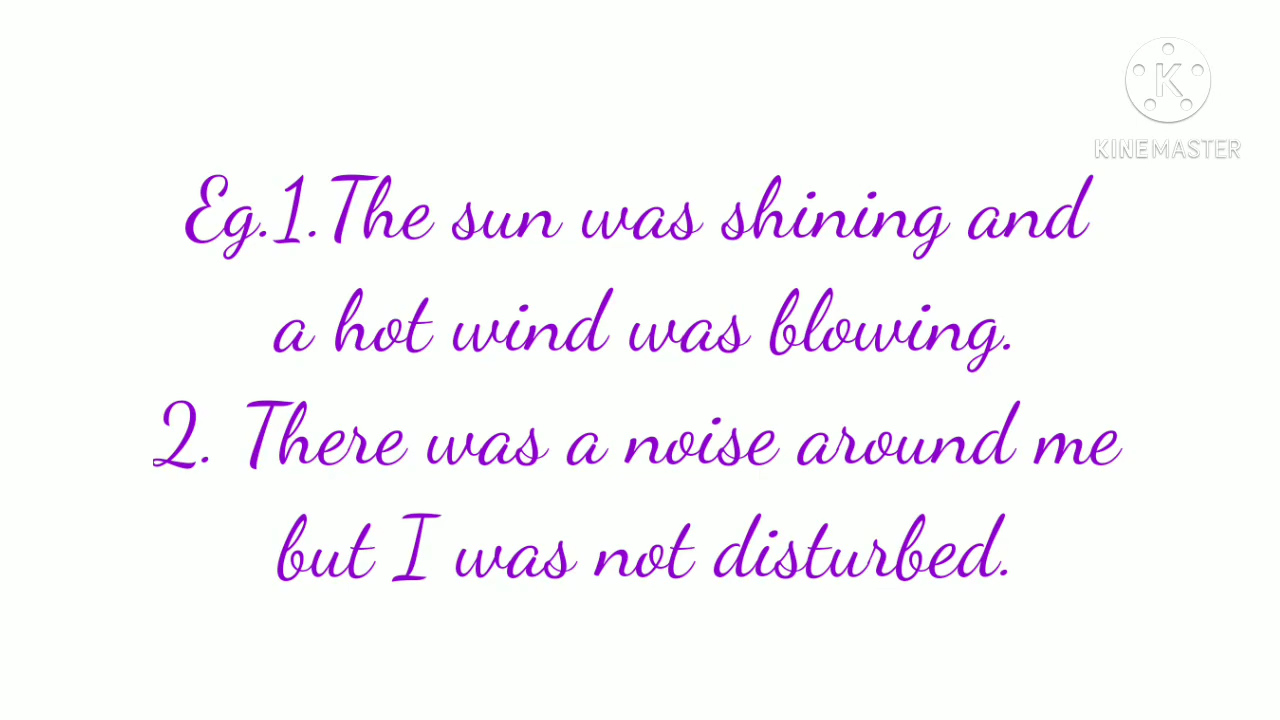 KINEMASTER
Eg.1.The sun was shining and
a hot wind was blowing.
2. There was a noise around me
but I was not disturbed.